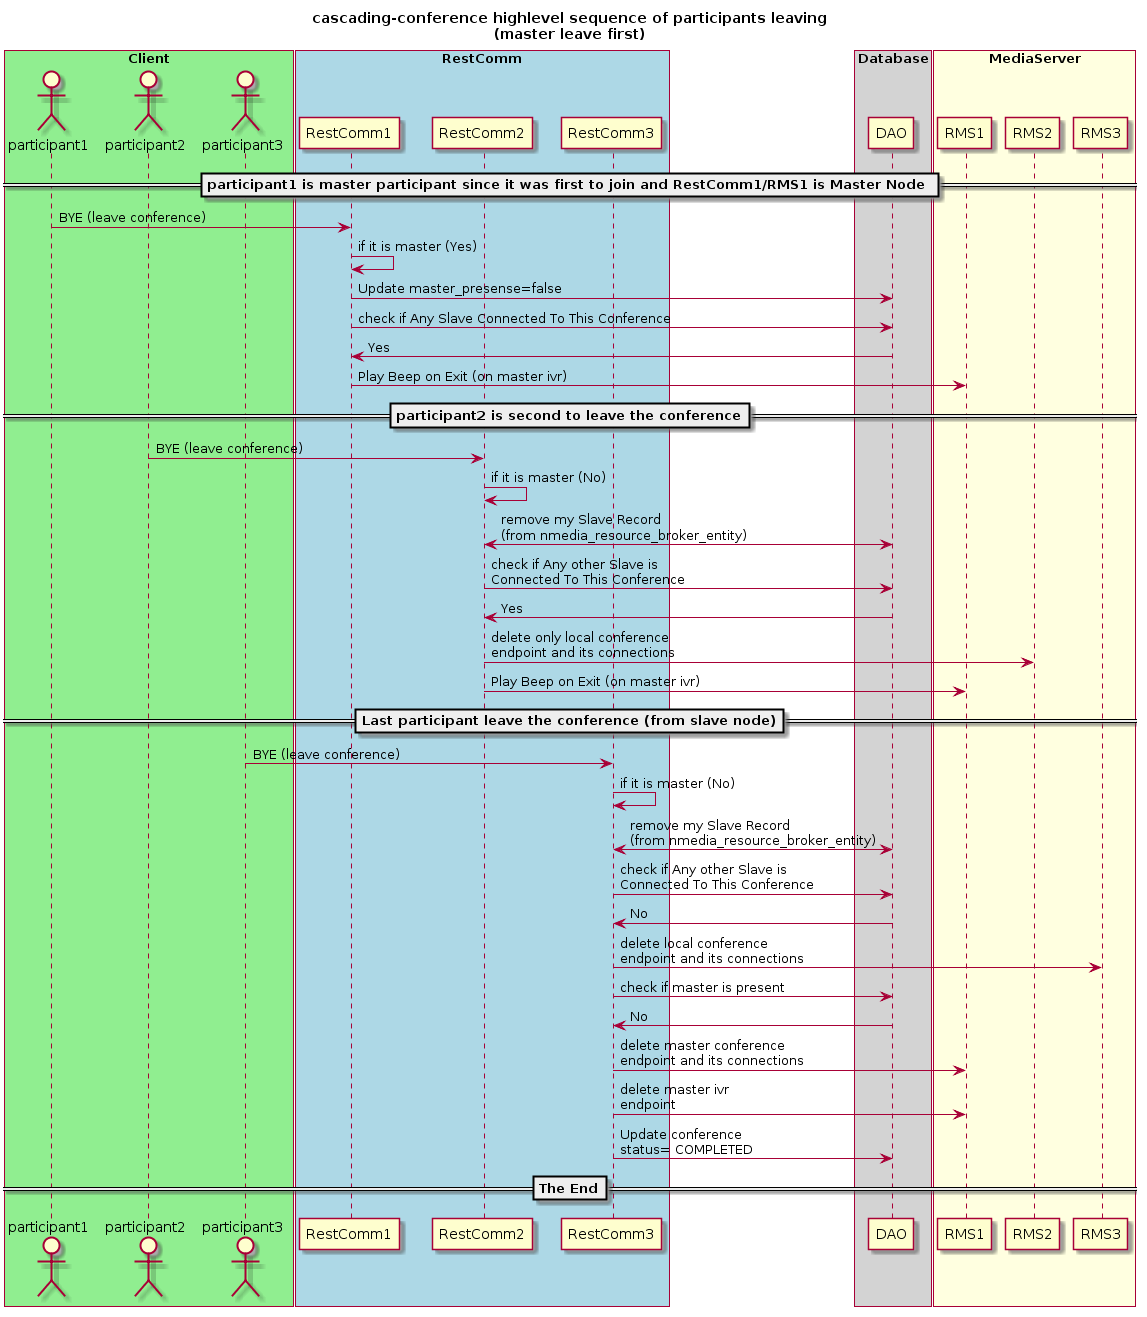 cascading-conference highlevel sequence of participants leaving
(master leave first)
Client
RestComm
Database
MediaServer
participant1
participant2
participant3
RestComm1
RestComm2
RestComm3
DAO
RMS1
RMS2
RMS3
participant1 is master participant since it was first to join and RestComm1/RMS1 is Master Node
BYE (leave conference)
if it is master (Yes)
Update master_presense=false
check if Any Slave Connected To This Conference
Yes
Play Beep on Exit (on master ivr)
participant2 is second to leave the conference
BYE (leave conference)
if it is master (No)
remove my Slave Record
(from nmedia_resource_broker_entity)
check if Any other Slave is
Connected To This Conference
Yes
delete only local conference
endpoint and its connections
Play Beep on Exit (on master ivr)
Last participant leave the conference (from slave node)
BYE (leave conference)
if it is master (No)
remove my Slave Record
(from nmedia_resource_broker_entity)
check if Any other Slave is
Connected To This Conference
No
delete local conference
endpoint and its connections
check if master is present
No
delete master conference
endpoint and its connections
delete master ivr
endpoint
Update conference
status= COMPLETED
The End
participant1
participant2
participant3
RestComm1
RestComm2
RestComm3
DAO
RMS1
RMS2
RMS3